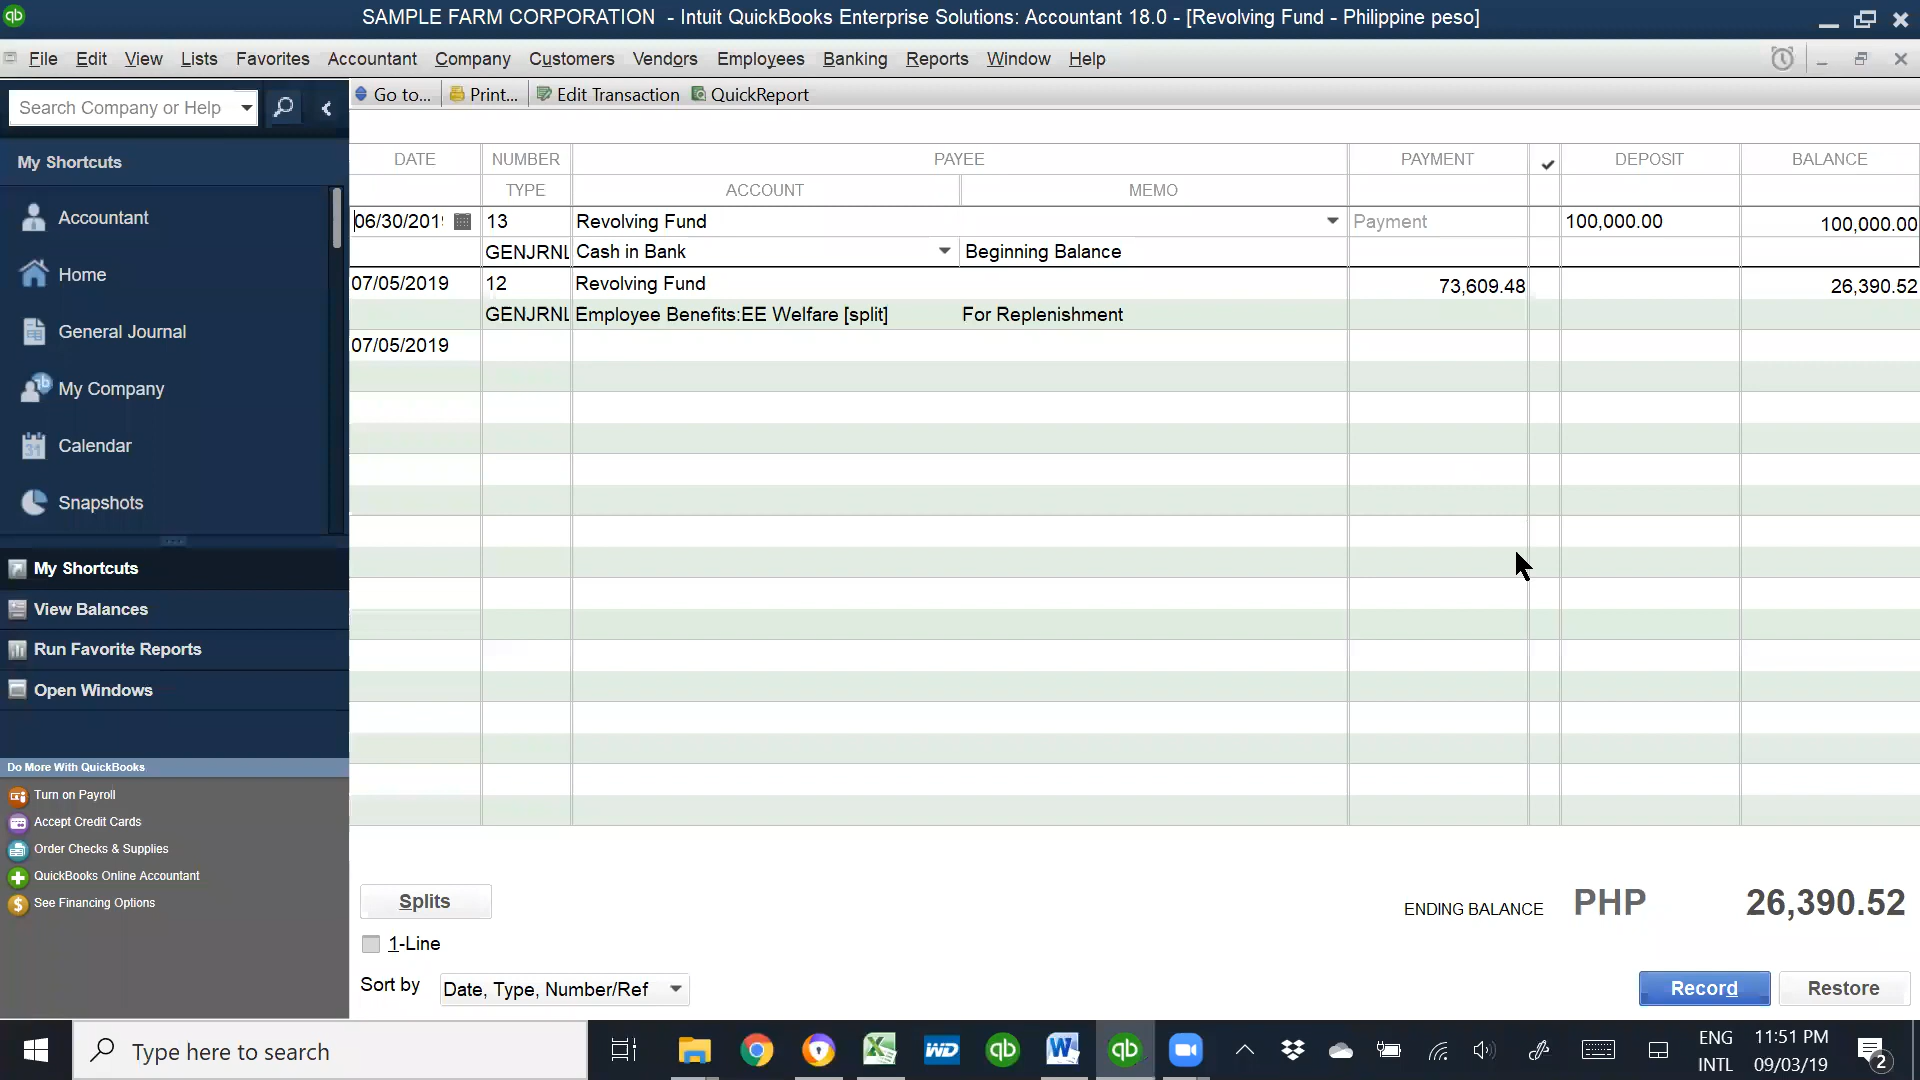 SAMPLE FARM CORPORATION - Intuit QuickBooks Enterprise Solutions: Accountant 18.0 - [Revolving Fund - Philippine peso]
File Edit View Lists Favorites Accountant Company Customers Vendors Employees Banking Reports Window Help
Search Company or Help
Go to... Print... Edit Transaction QuickReport
My Shortcuts
Accountant
Home
General Journal
My Company
Calendar
31
Snapshots
My Shortcuts
View Balances
Run Favorite Reports
Open Windows
Do More With QuickBooks
Turn on Payroll
Accept Credit Cards
Order Checks & Supplies
QuickBooks Online Accountant
See Financing Options
DATE NUMBER PAYEE PAYMENT ✓ DEPOSIT BALANCE
TYPE ACCOUNT MEMO
06/30/201 13 Revolving Fund Payment 100,000.00 100,000.00
GENJRNL Cash in Bank Beginning Balance
07/05/2019 12 Revolving Fund 73,609.48 26,390.52
GENJRNL Employee Benefits:EE Welfare [split] For Replenishment
07/05/2019
Splits
ENDING BALANCE PHP 26,390.52
1-Line
Sort by Date, Type, Number/Ref
Record Restore
Type here to search
WD
qb
W
qb
ENG
INTL
11:51 PM
09/03/19
2